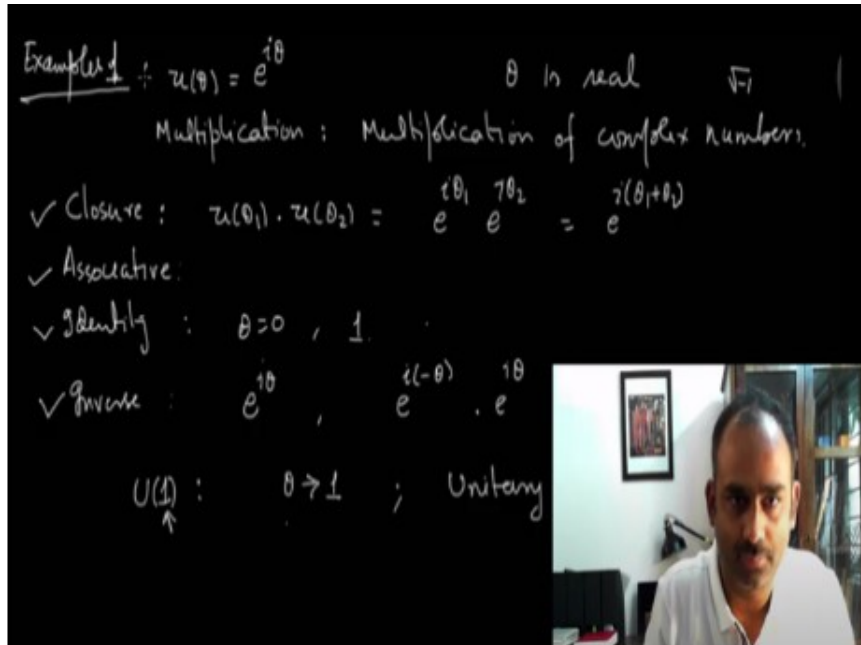 Examples 1 : u(θ) = e^{iθ} θ is real √-1
Multiplication : Multiplication of complex numbers.
✓ Closure : u(θ₁) . u(θ₂) = e^{iθ₁} e^{iθ₂} = e^{i(θ₁+θ₂)}
✓ Associative :
✓ Identity : θ=0 , 1.
✓ Inverse : e^{iθ} , e^{i(-θ)} . e^{iθ}
U(1) : θ → 1 ; Unitary